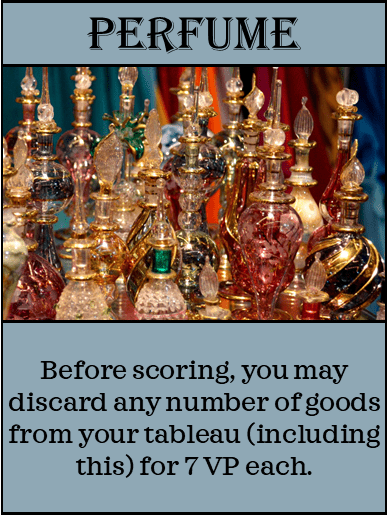 PERFUME
Before scoring, you may
discard any number of goods
from your tableau (including
this) for 7 VP each.